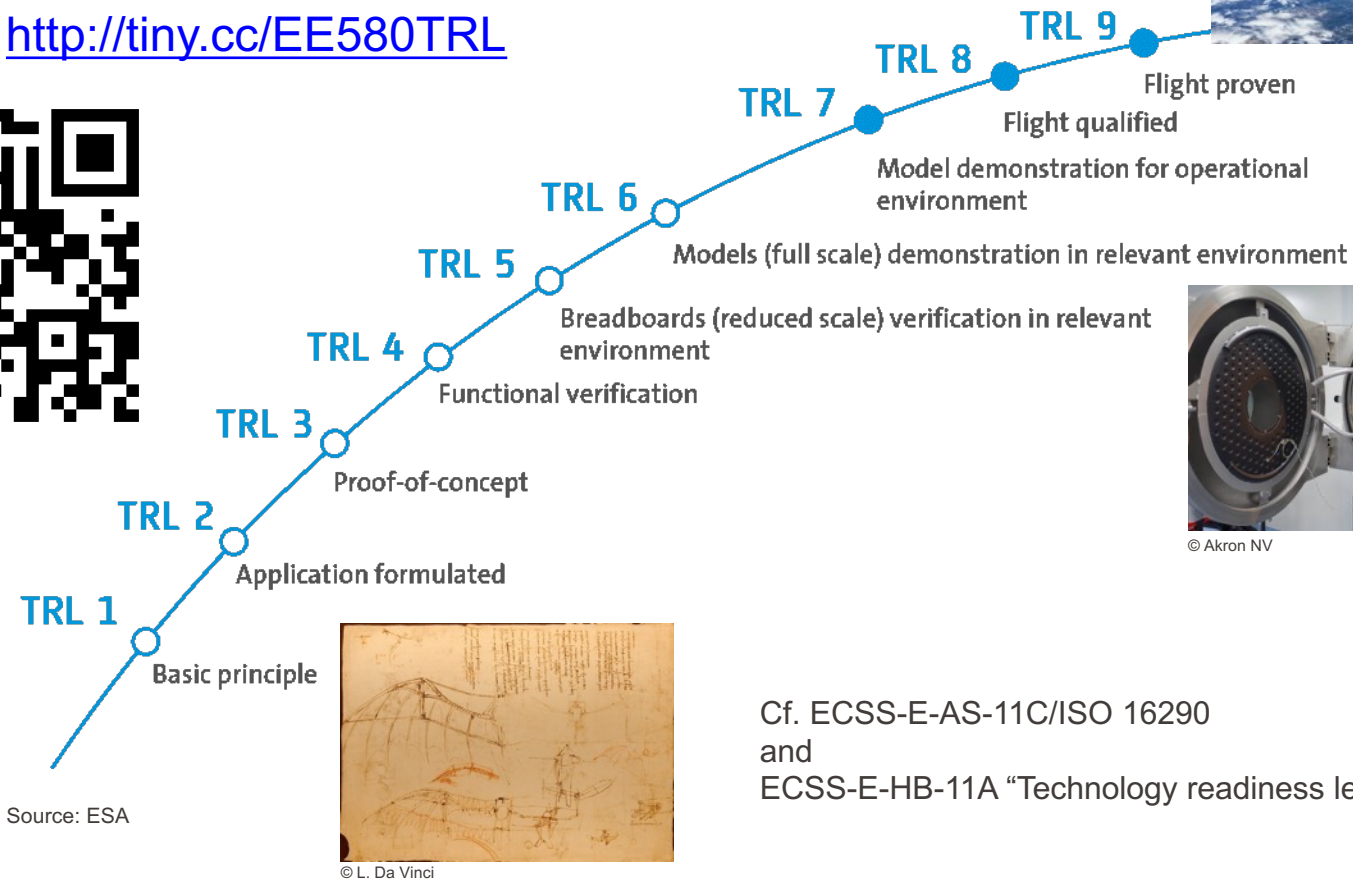 http://tiny.cc/EE580TRL
TRL 9
Flight proven
TRL 8
Flight qualified
TRL 7
Model demonstration for operational
environment
TRL 6
Models (full scale) demonstration in relevant environment
TRL 5
Breadboards (reduced scale) verification in relevant
environment
TRL 4
Functional verification
TRL 3
Proof-of-concept
TRL 2
Application formulated
TRL 1
Basic principle
© Akron NV
Cf. ECSS-E-AS-11C/ISO 16290
and
ECSS-E-HB-11A “Technology readiness le
Source: ESA
© L. Da Vinci